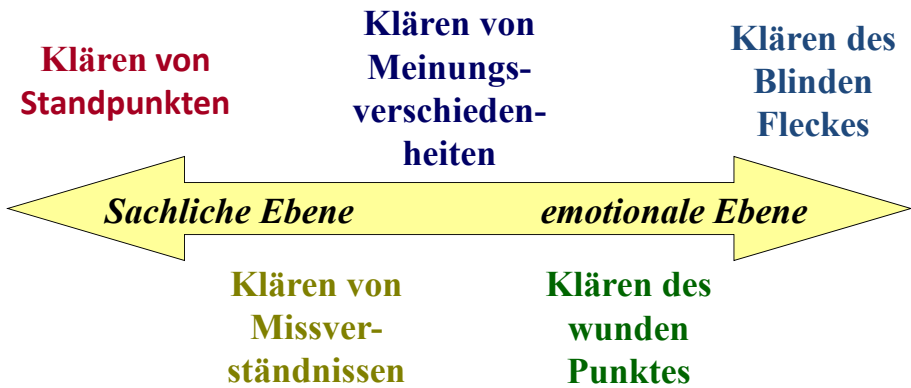 Klären von
Standpunkten
Klären von
Meinungs-
verschieden-
heiten
Klären des
Blinden
Fleckes
Sachliche Ebene
emotionale Ebene
Klären von
Missver-
ständnissen
Klären des
wunden
Punktes